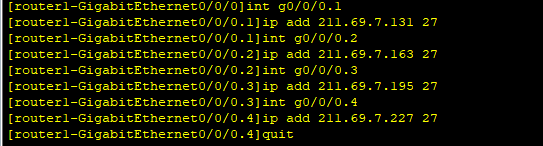 [router1-GigabitEthernet0/0/0]int g0/0/0.1
[router1-GigabitEthernet0/0/0.1]ip add 211.69.7.131 27
[router1-GigabitEthernet0/0/0.1]int g0/0/0.2
[router1-GigabitEthernet0/0/0.2]ip add 211.69.7.163 27
[router1-GigabitEthernet0/0/0.2]int g0/0/0.3
[router1-GigabitEthernet0/0/0.3]ip add 211.69.7.195 27
[router1-GigabitEthernet0/0/0.3]int g0/0/0.4
[router1-GigabitEthernet0/0/0.4]ip add 211.69.7.227 27
[router1-GigabitEthernet0/0/0.4]quit